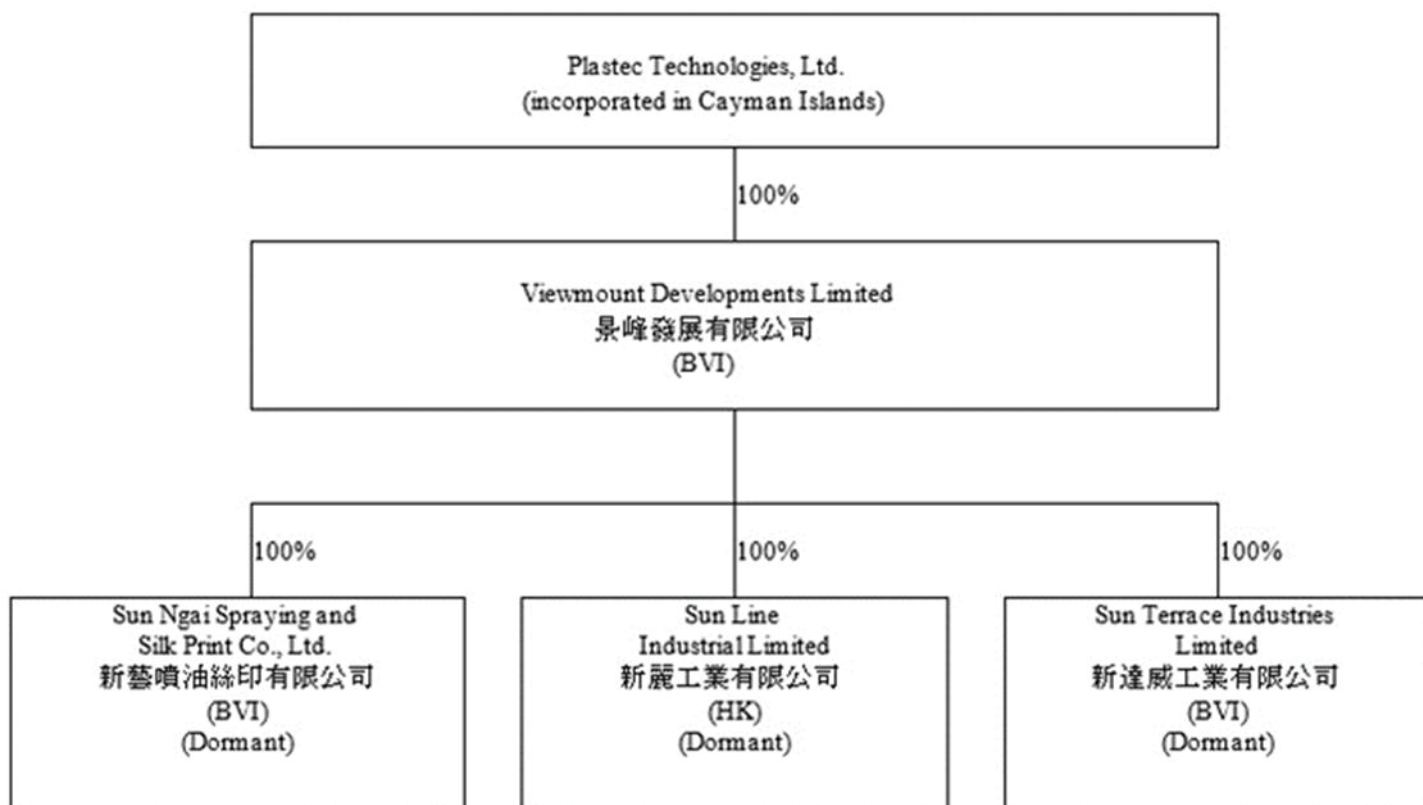 Plastec Technologies, Ltd.
(incorporated in Cayman Islands)
100%
Viewmount Developments Limited
景峰發展有限公司
(BVI)
100%
100%
100%
Sun Ngai Spraying and
Silk Print Co., Ltd.
新藝噴油絲印有限公司
(BVI)
(Dormant)
Sun Line
Industrial Limited
新麗工業有限公司
(HK)
(Dormant)
Sun Terrace Industries
Limited
新達威工業有限公司
(BVI)
(Dormant)